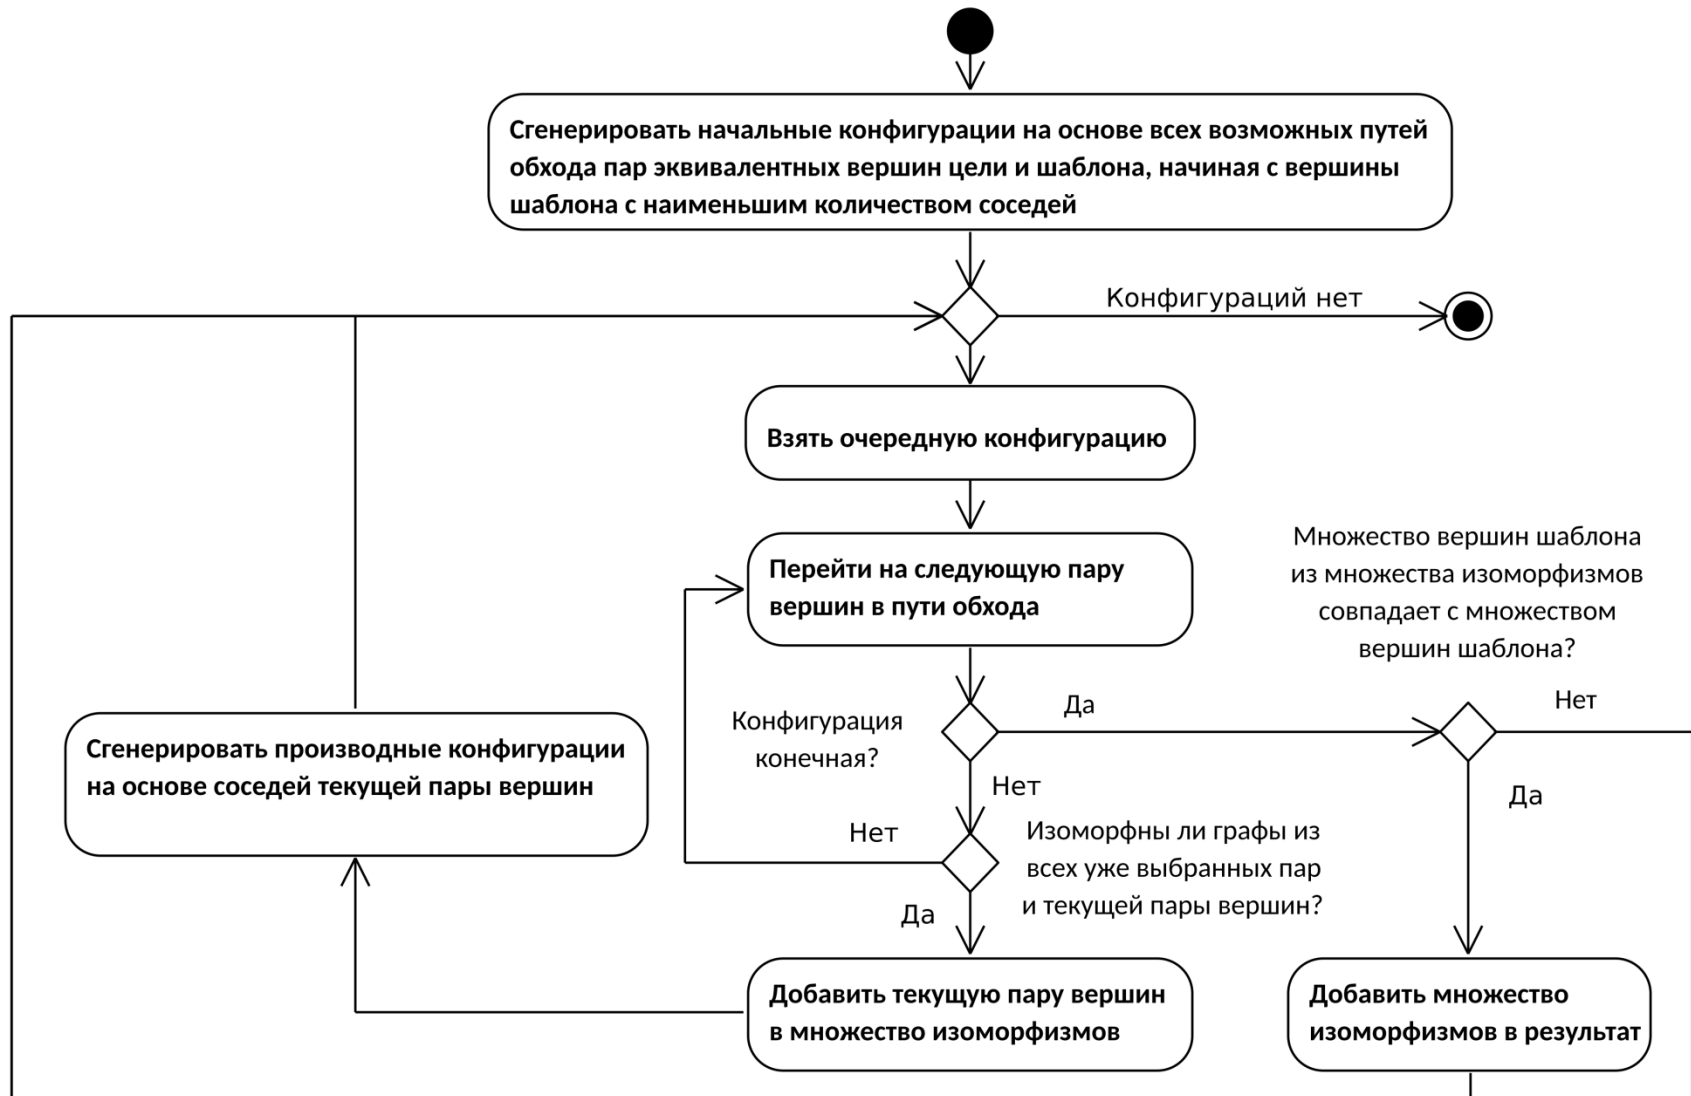 Сгенерировать начальные конфигурации на основе всех возможных путей
обхода пар эквивалентных вершин цели и шаблона, начиная с вершины
шаблона с наименьшим количеством соседей
Конфигураций нет
Взять очередную конфигурацию
Перейти на следующую пару
вершин в пути обхода
Множество вершин шаблона
из множества изоморфизмов
совпадает с множеством
вершин шаблона?
Конфигурация
конечная?
Да
Нет
Сгенерировать производные конфигурации
на основе соседей текущей пары вершин
Нет
Да
Нет
Изоморфны ли графы из
всех уже выбранных пар
и текущей пары вершин?
Да
Добавить текущую пару вершин
в множество изоморфизмов
Добавить множество
изоморфизмов в результат